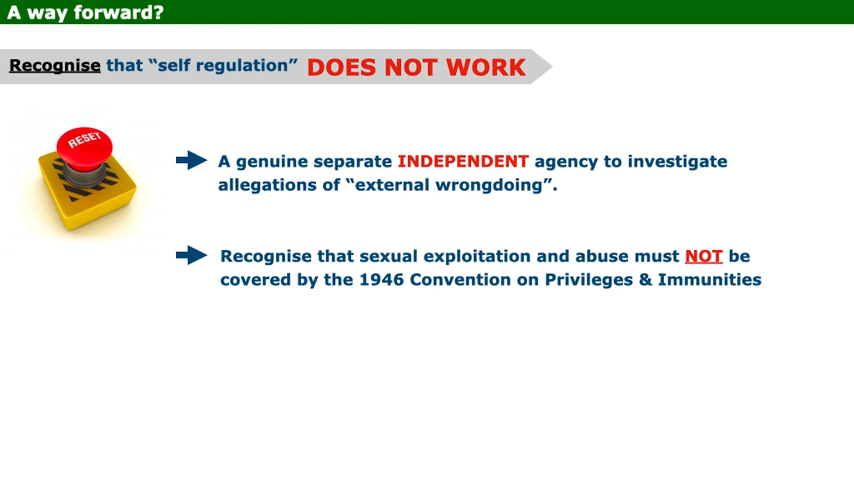 A way forward?
Recognise that “self regulation” DOES NOT WORK
RESET
A genuine separate INDEPENDENT agency to investigate
allegations of “external wrongdoing”.
Recognise that sexual exploitation and abuse must NOT be
covered by the 1946 Convention on Privileges & Immunities